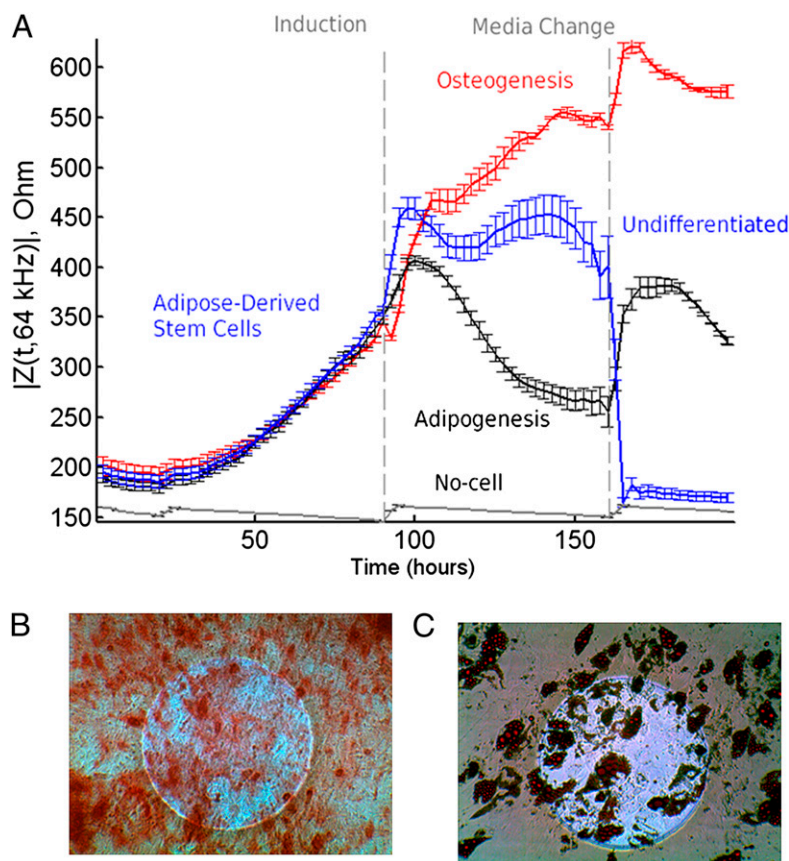 A
Induction
Media Change
Osteogenesis
Undifferentiated
Adipose-Derived
Stem Cells
Adipogenesis
No-cell
|Z(t,64 kHz)|, Ohm
600
550
500
450
400
350
300
250
200
150
50
100
150
Time (hours)
B
C